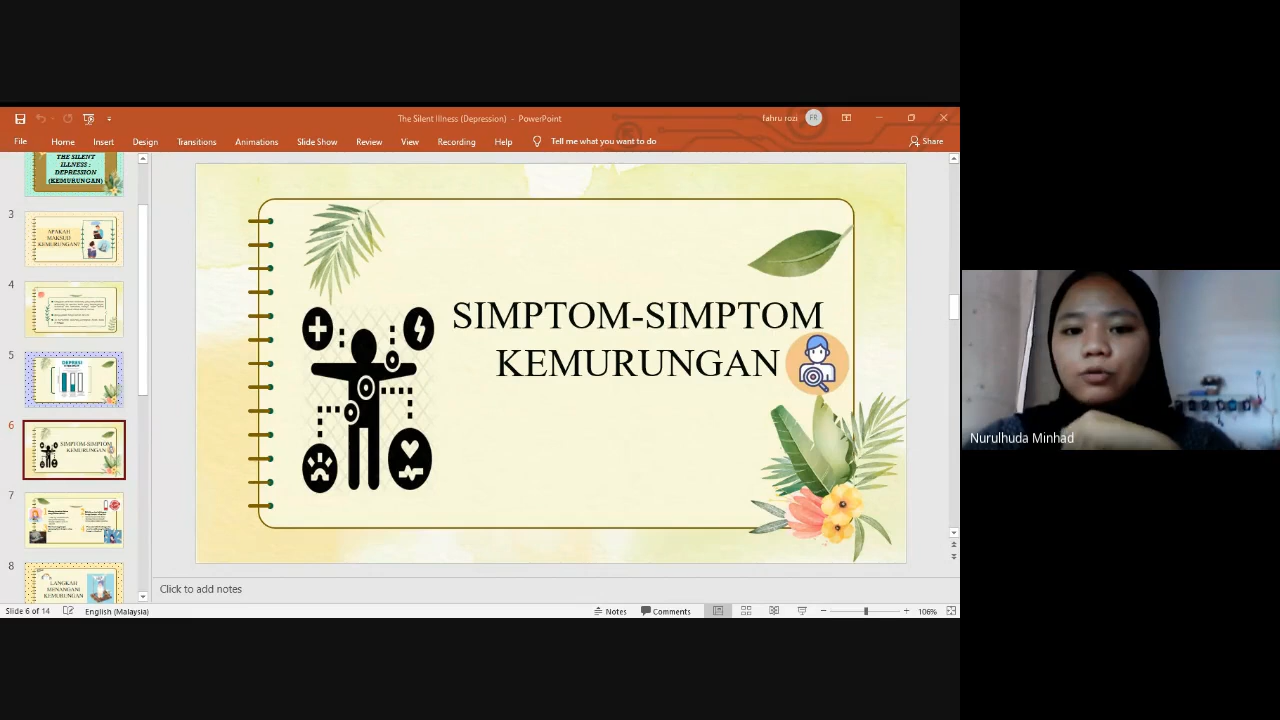 The Silent Illness (Depression) - PowerPoint
fahru rozi
FR
File
Home
Insert
Design
Transitions
Animations
Slide Show
Review
View
Recording
Help
Tell me what you want to do
Share
THE SILENT
ILLNESS :
DEPRESSION
(KEMURUNGAN)
3
APAKAH
MAKSUD
KEMURUNGAN?
4
5
DEPRESI
6
SIMPTOM-SIMPTOM
KEMURUNGAN
7
8
LANGKAH
MENANGANI
KEMURUNGAN
SIMPTOM-SIMPTOM
KEMURUNGAN
Click to add notes
Slide 6 of 14
English (Malaysia)
Notes
Comments
106%
Nurulhuda Minhad